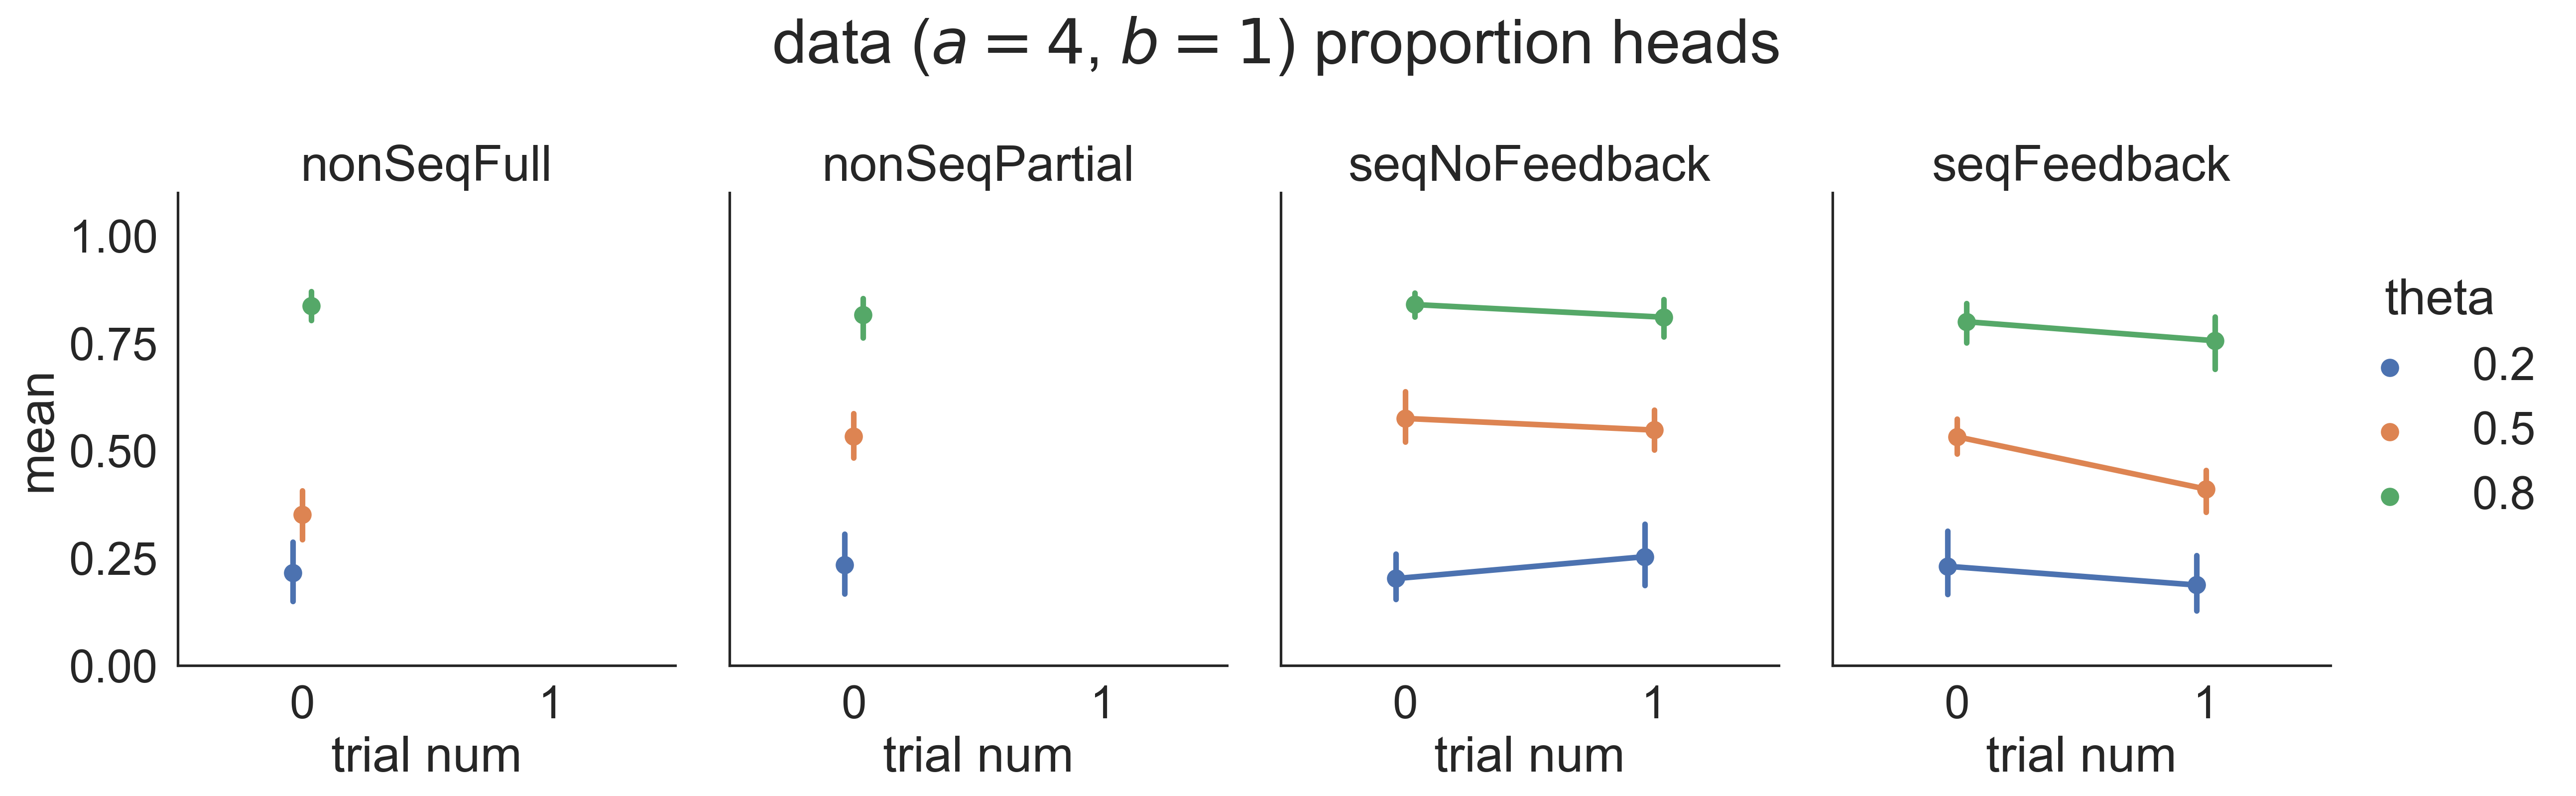 data (a = 4, b = 1) proportion heads
nonSeqFull
nonSeqPartial
seqNoFeedback
seqFeedback
mean
1.00
0.75
0.50
0.25
0.00
0 1
trial num
0 1
trial num
0 1
trial num
0 1
trial num
theta
0.2
0.5
0.8